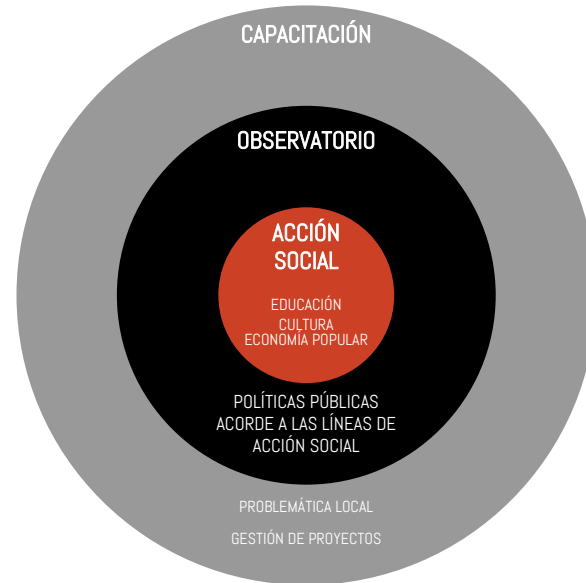 CAPACITACIÓN
OBSERVATORIO
ACCIÓN
SOCIAL
EDUCACIÓN
CULTURA
ECONOMÍA POPULAR
POLÍTICAS PÚBLICAS
ACORDE A LAS LÍNEAS DE
ACCIÓN SOCIAL
PROBLEMÁTICA LOCAL
GESTIÓN DE PROYECTOS